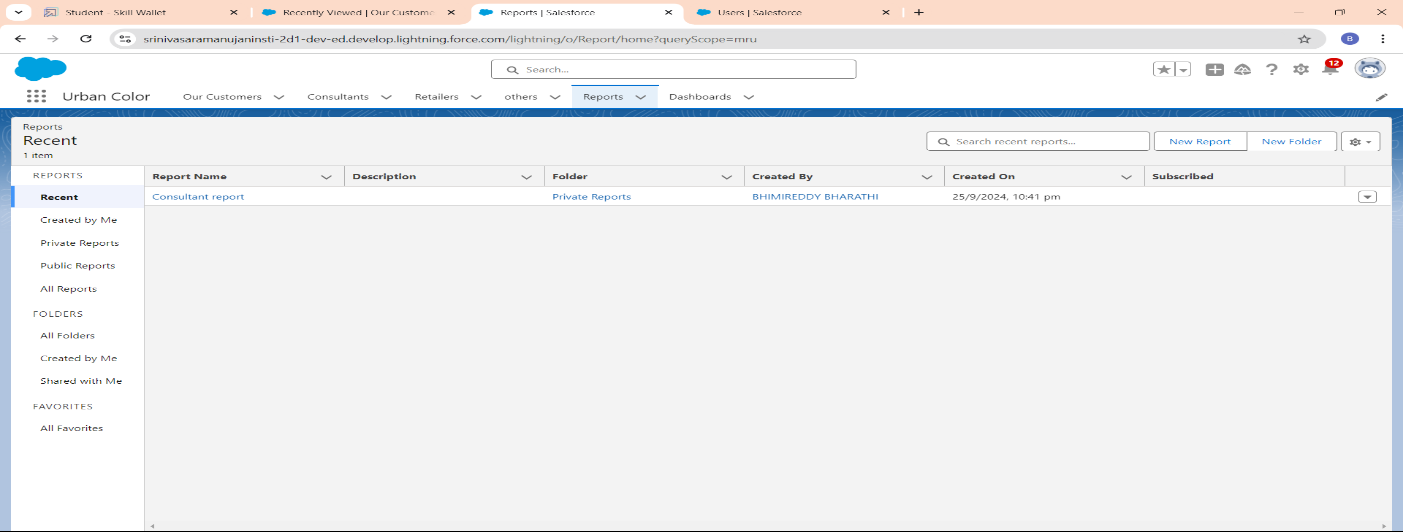 Student - Skill Wallet
Recently Viewed | Our Custome
Reports | Salesforce
Users | Salesforce
srinivasaramanujaninsti-2d1-dev-ed.develop.lightning.force.com/lightning/o/Report/home?queryScope=mru
B
Search...
12
Urban Color
Our Customers
Consultants
Retailers
others
Reports
Dashboards
Reports
Recent
1 item
Search recent reports...
New Report
New Folder
REPORTS
Recent
Created by Me
Private Reports
Public Reports
All Reports
FOLDERS
All Folders
Created by Me
Shared with Me
FAVORITES
All Favorites
Report Name Description Folder Created By Created On Subscribed
Consultant report Private Reports BHIMIREDDY BHARATHI 25/9/2024, 10:41 pm